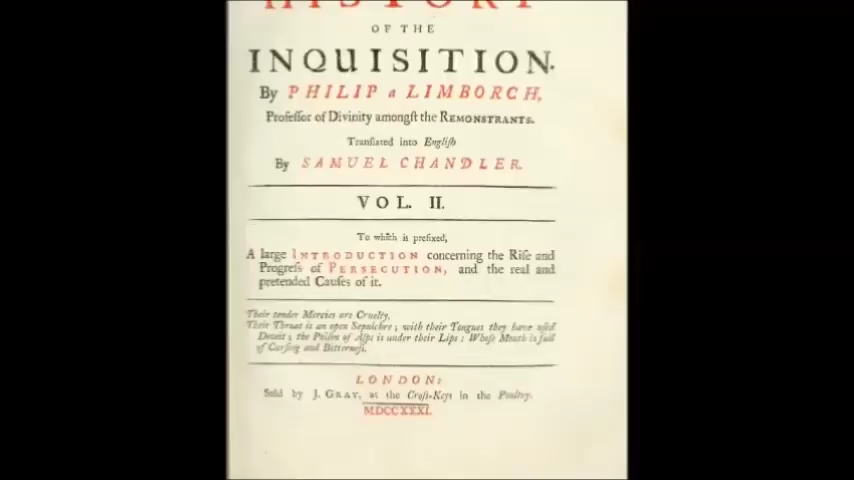 HISTORY
OF THE
INQUISITION.
By PHILIP a LIMBORCH,
Profeſſor of Divinity amongſt the REMONSTRANTS.
Tranſlated into Engliſh
By SAMUEL CHANDLER.
VOL. II.
To which is prefixed,
A large INTRODUCTION concerning the Riſe and
Progreſs of PERSECUTION, and the real and
pretended Cauſes of it.
Their tender Mercies are Cruelty.
Their Throat is an open Sepulchre; with their Tongues they have uſed
Deceit; the Poiſon of Aſps is under their Lips: Whoſe Mouth is full
of Curſing and Bitterneſs.
LONDON:
Sold by J. GRAY, at the Croſs-Keys in the Poultry.
MDCCXXXI.